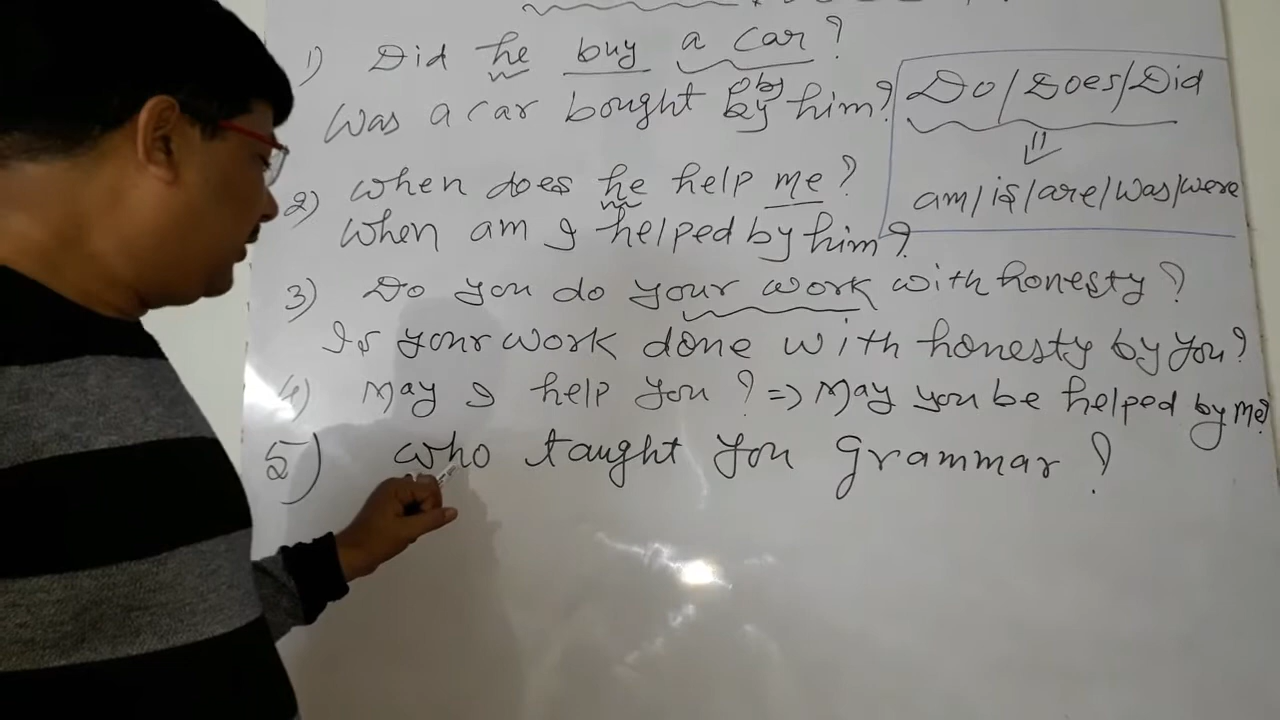 1) Did he buy a car?
obj
Was a car bought by him?
2) When does he help me?
When am I helped by him?
3) Do you do your work with honesty?
Is your work done with honesty by you?
4) May I help you? => May you be helped by me?
5) Who taught you grammar?
Do/Does/Did
am/is/are/was/were